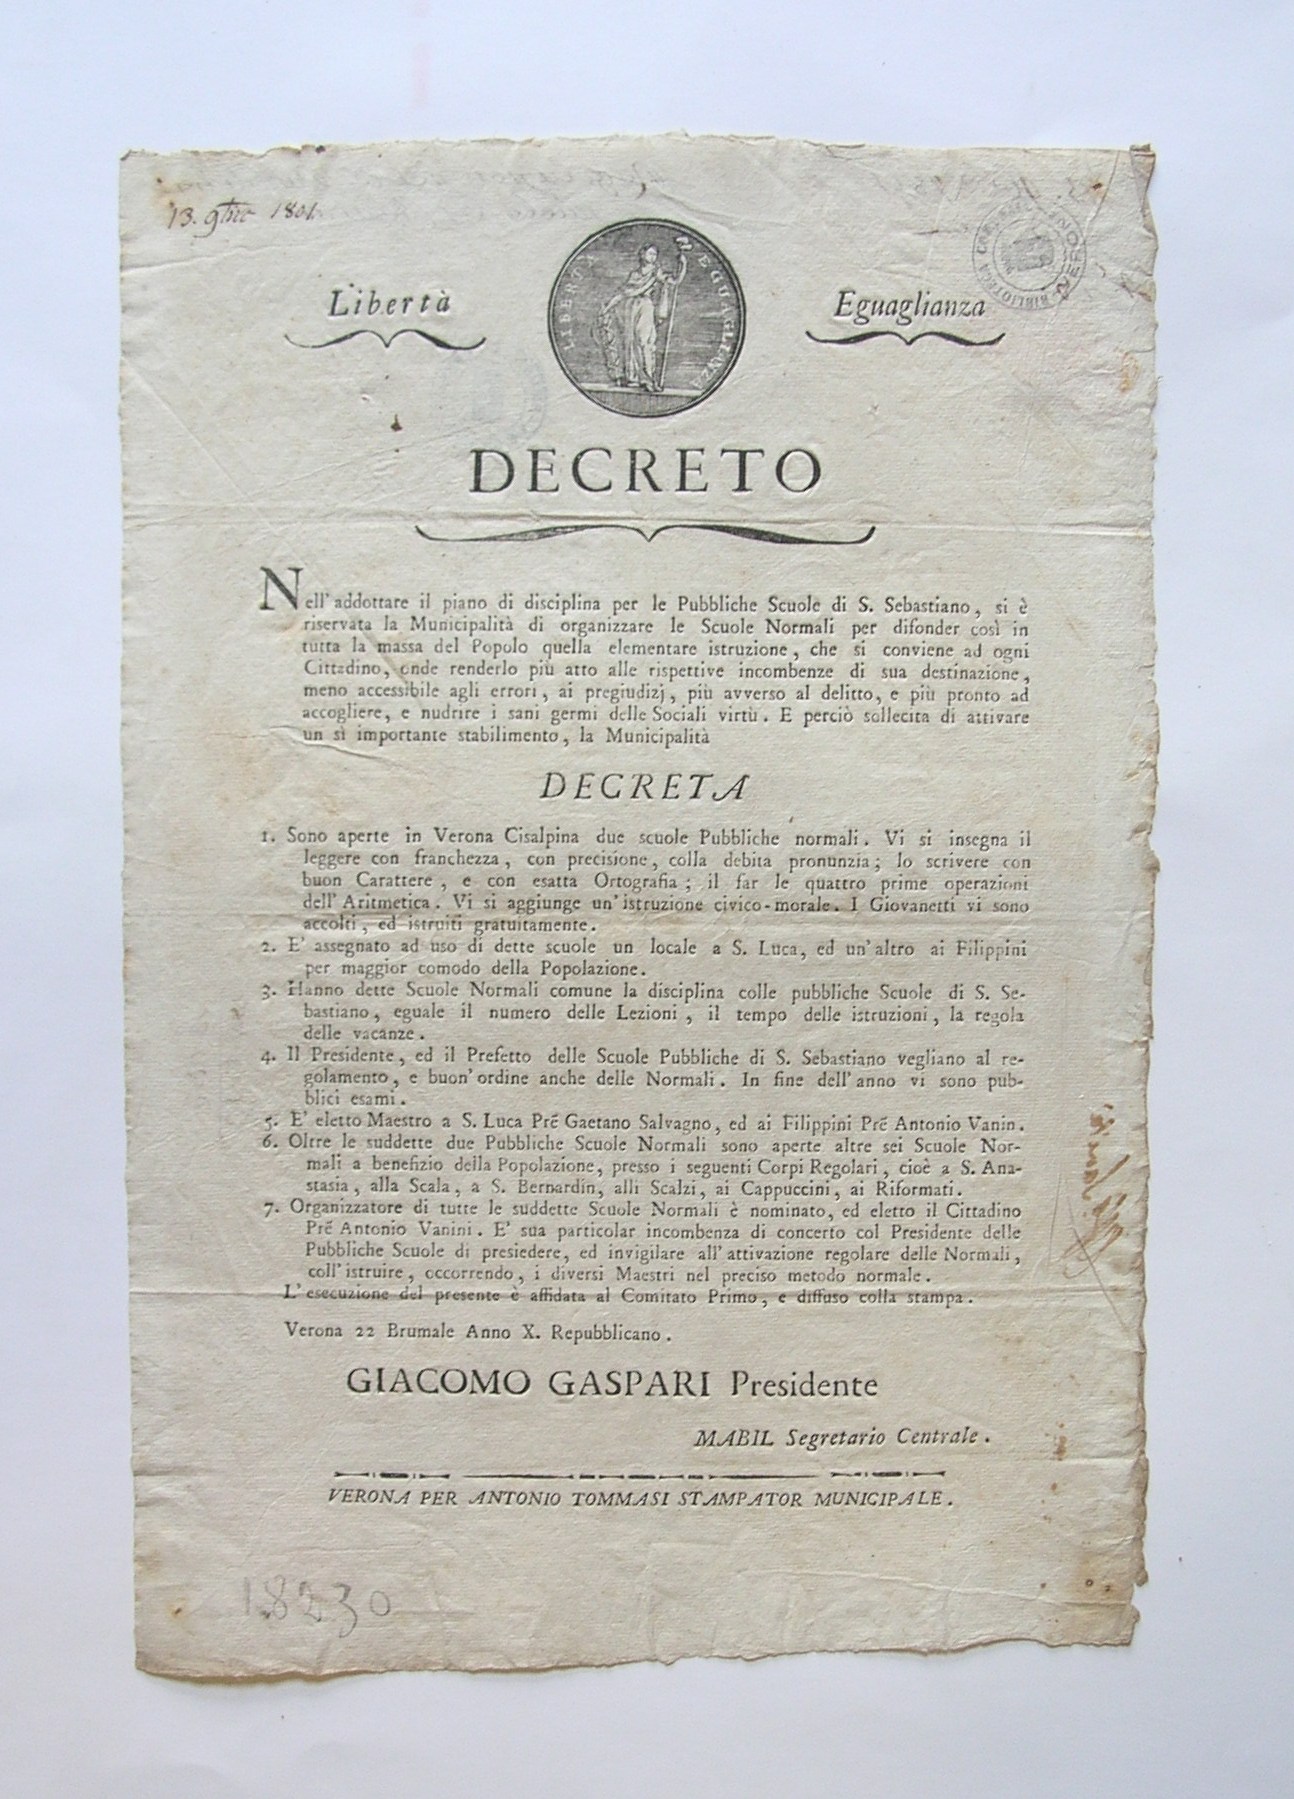 13. 9bre 1801
Libertà
LIBERTÀ EGUAGLIANZA
Eguaglianza
BIBLIOTECA COMUNALE VERONA
DECRETO
Nell'addottare il piano di disciplina per le Pubbliche Scuole di S. Sebastiano, si è
riservata la Municipalità di organizzare le Scuole Normali per difonder così in
tutta la massa del Popolo quella elementare istruzione, che si conviene ad ogni
Cittadino, onde renderlo più atto alle rispettive incombenze di sua destinazione,
meno accessibile agli errori, ai pregiudizj, più avverso al delitto, e più pronto ad
accogliere, e nudrire i sani germi delle Sociali virtù. E perciò sollecita di attivare
un sì importante stabilimento, la Municipalità
DECRETA
1. Sono aperte in Verona Cisalpina due scuole Pubbliche normali. Vi si insegna il
leggere con franchezza, con precisione, colla debita pronunzia; lo scrivere con
buon Carattere, e con esatta Ortografia; il far le quattro prime operazioni
dell'Aritmetica. Vi si aggiunge un'istruzione civico-morale. I Giovanetti vi sono
accolti, ed istruiti gratuitamente.
2. E' assegnato ad uso di dette scuole un locale a S. Luca, ed un'altro ai Filippini
per maggior comodo della Popolazione.
3. Hanno dette Scuole Normali comune la disciplina colle pubbliche Scuole di S. Se-
bastiano, eguale il numero delle Lezioni, il tempo delle istruzioni, la regola
delle vacanze.
4. Il Presidente, ed il Prefetto delle Scuole Pubbliche di S. Sebastiano vegliano al re-
golamento, e buon'ordine anche delle Normali. In fine dell'anno vi sono pub-
blici esami.
5. E' eletto Maestro a S. Luca Prē Gaetano Salvagno, ed ai Filippini Prē Antonio Vanin.
6. Oltre le suddette due Pubbliche Scuole Normali sono aperte altre sei Scuole Nor-
mali a benefizio della Popolazione, presso i seguenti Corpi Regolari, cioè a S. Ana-
stasia, alla Scala, a S. Bernardin, alli Scalzi, ai Cappuccini, ai Riformati.
7. Organizzatore di tutte le suddette Scuole Normali è nominato, ed eletto il Cittadino
Prē Antonio Vanini. E' sua particolar incombenza di concerto col Presidente delle
Pubbliche Scuole di presiedere, ed invigilare all'attivazione regolare delle Normali,
coll'istruire, occorrendo, i diversi Maestri nel preciso metodo normale.
L'esecuzione del presente è affidata al Comitato Primo, e diffuso colla stampa.
Verona 22 Brumale Anno X. Repubblicano.
GIACOMO GASPARI Presidente
MABIL Segretario Centrale.
VERONA PER ANTONIO TOMMASI STAMPATOR MUNICIPALE.
18230